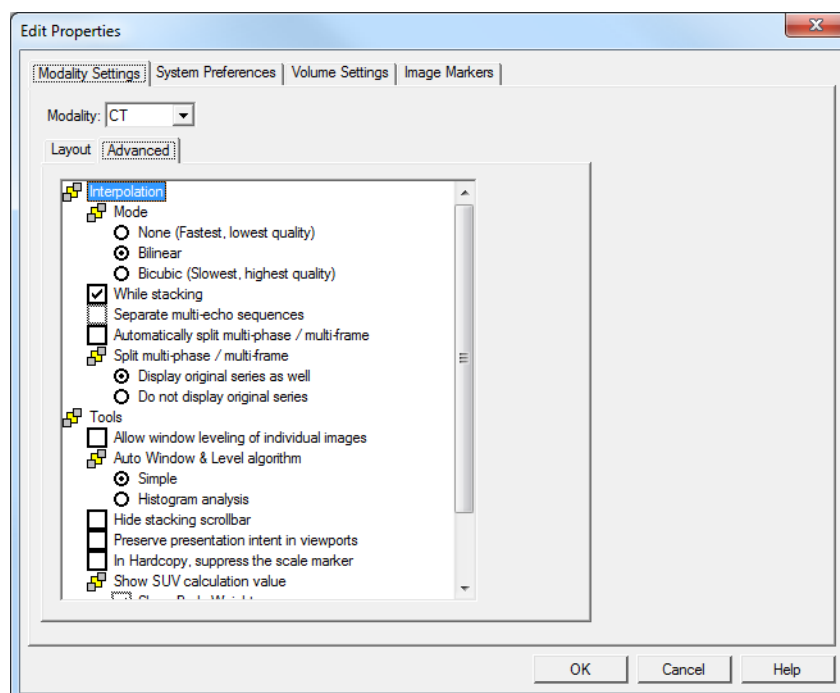 Edit Properties
Modality Settings System Preferences Volume Settings Image Markers
Modality: CT
Layout Advanced
Interpolation
Mode
None (Fastest, lowest quality)
Bilinear
Bicubic (Slowest, highest quality)
While stacking
Separate multi-echo sequences
Automatically split multi-phase / multi-frame
Split multi-phase / multi-frame
Display original series as well
Do not display original series
Tools
Allow window leveling of individual images
Auto Window & Level algorithm
Simple
Histogram analysis
Hide stacking scrollbar
Preserve presentation intent in viewports
In Hardcopy, suppress the scale marker
Show SUV calculation value
OK Cancel Help